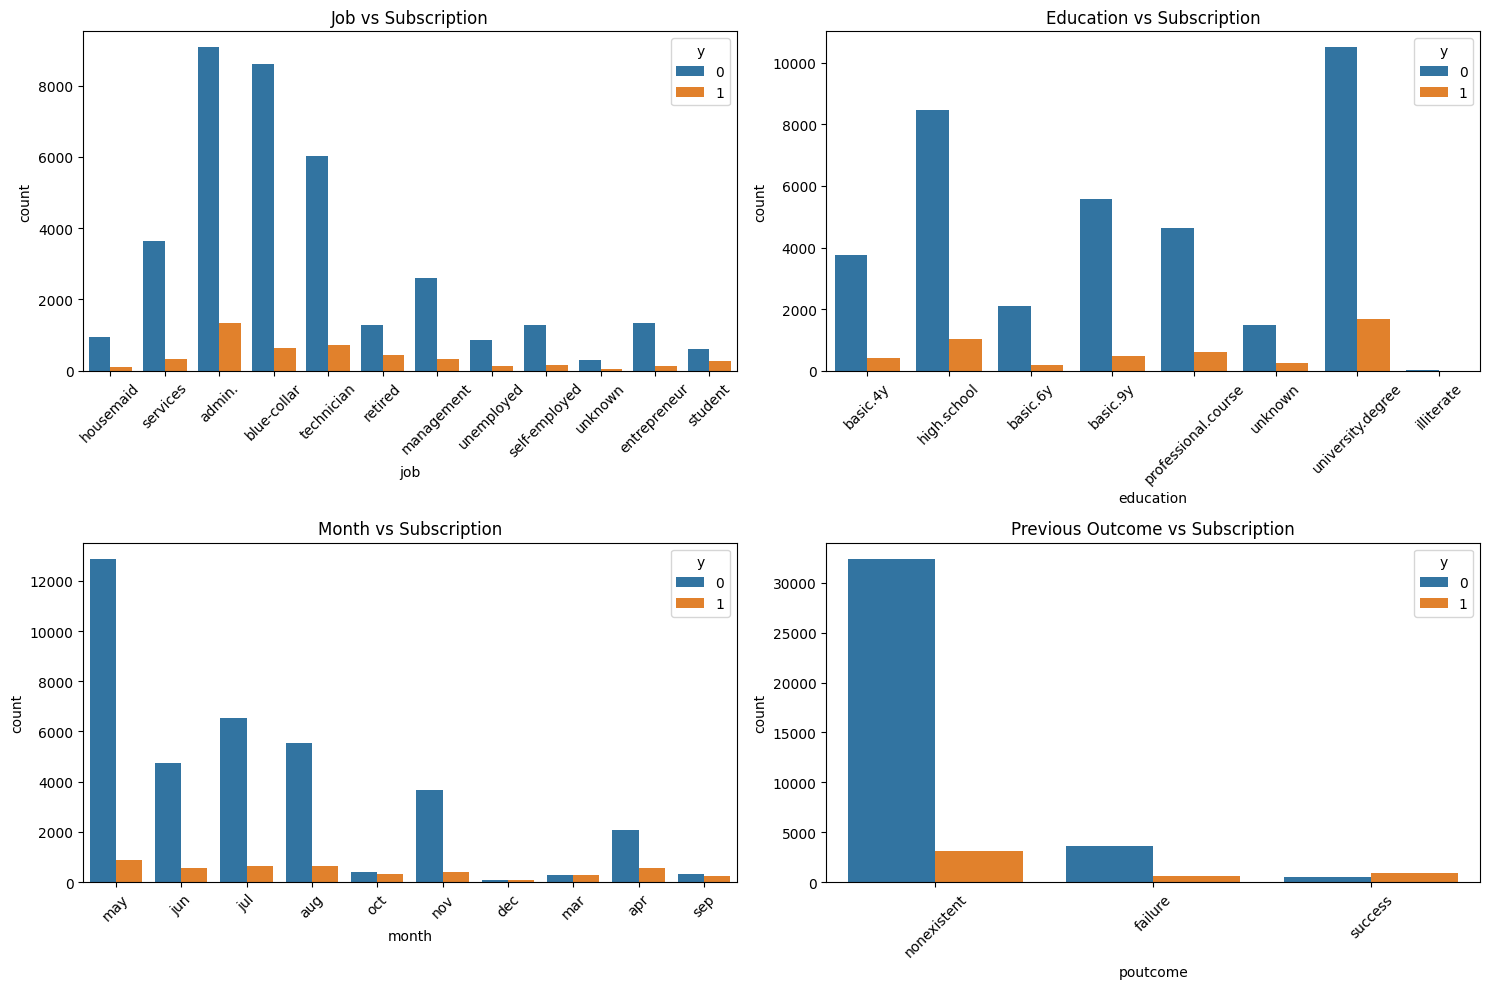 Job vs Subscription
y
0
1
8000
6000
4000
2000
0
count
housemaid
services
admin.
blue-collar
technician
retired
management
unemployed
self-employed
unknown
entrepreneur
student
job
Education vs Subscription
y
0
1
10000
8000
6000
4000
2000
0
count
basic.4y
high.school
basic.6y
basic.9y
professional.course
unknown
university.degree
illiterate
education
Month vs Subscription
y
0
1
12000
10000
8000
6000
4000
2000
0
count
may
jun
jul
aug
oct
nov
dec
mar
apr
sep
month
Previous Outcome vs Subscription
y
0
1
30000
25000
20000
15000
10000
5000
0
count
nonexistent
failure
success
poutcome